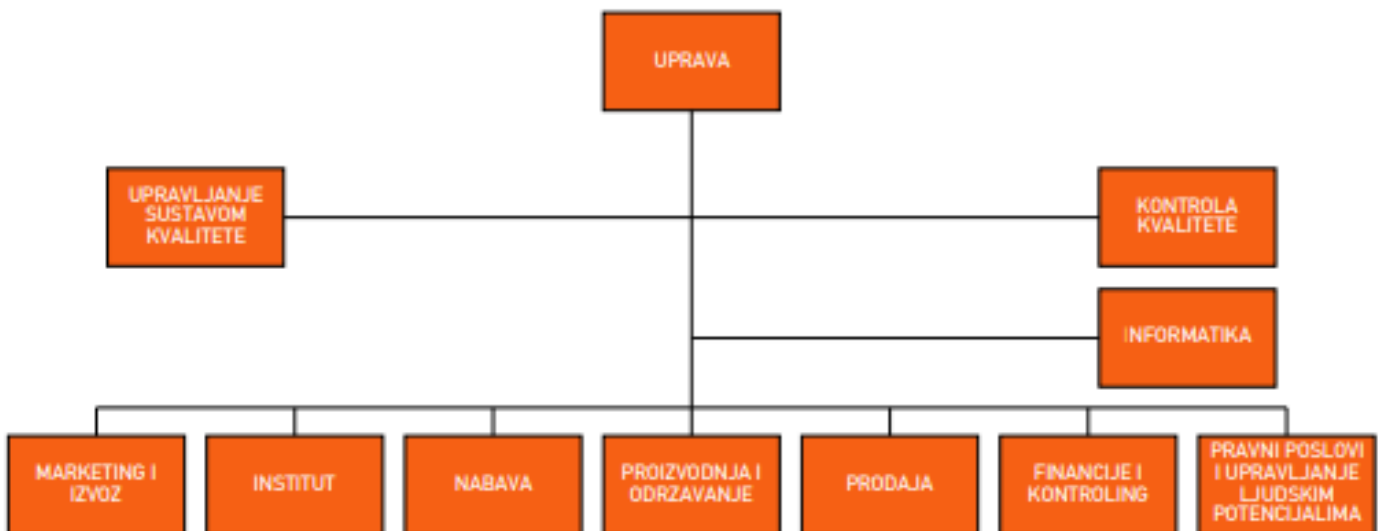 UPRAVA
UPRAVLJANJE
SUSTAVOM
KVALITETE
KONTROLA
KVALITETE
INFORMATIKA
MARKETING I
IZVOZ
INSTITUT
NABAVA
PROIZVODNJA I
ODRZAVANJE
PRODAJA
FINANCIJE I
KONTROLING
PRAVNI POSLOVI
I UPRAVLJANJE
LJUDSKIM
POTENCIJALIMA